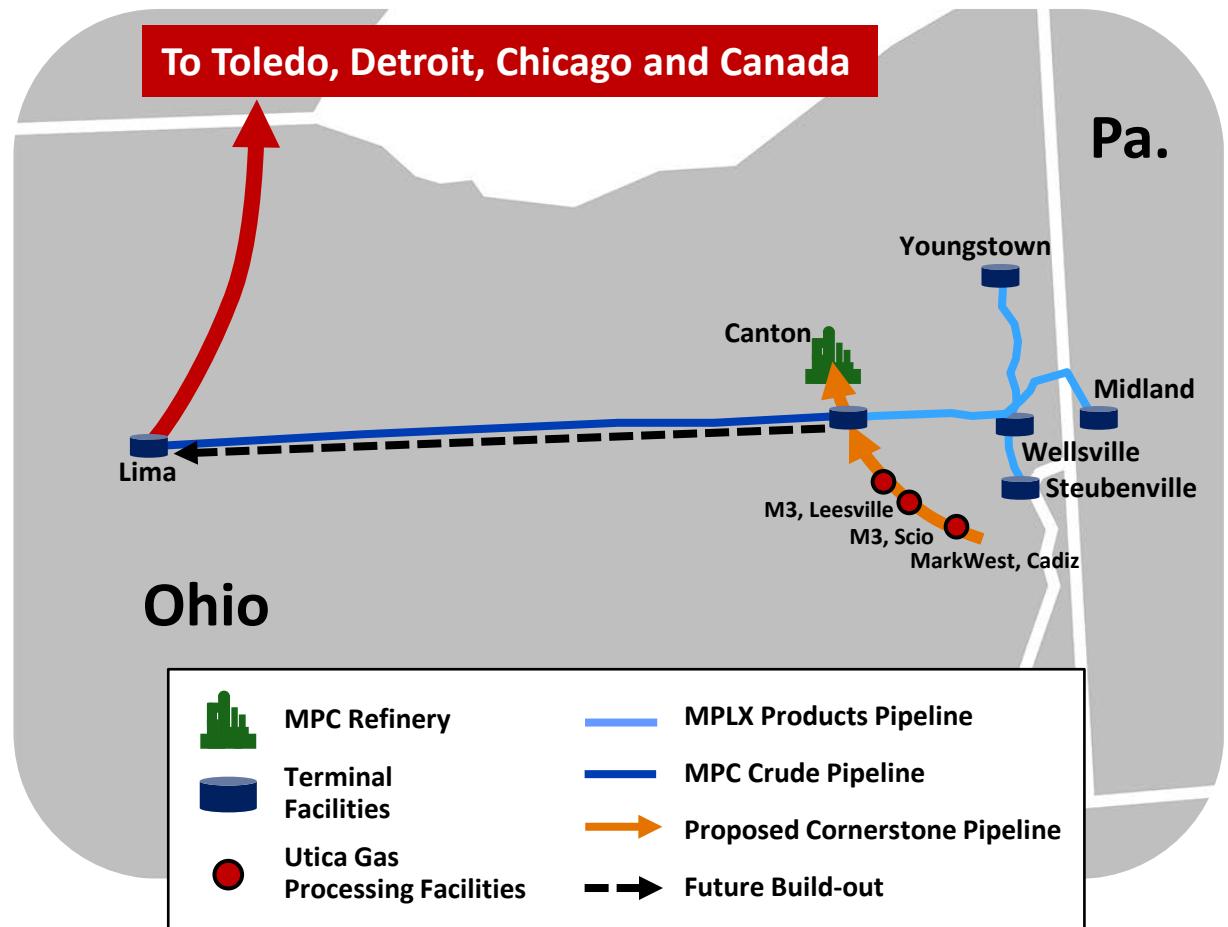 To Toledo, Detroit, Chicago and Canada
Pa.
Youngstown
Canton
Midland
Lima
Wellsville
Steubenville
M3, Leesville
M3, Scio
MarkWest, Cadiz
Ohio
MPC Refinery
Terminal
Facilities
Utica Gas
Processing Facilities
MPLX Products Pipeline
MPC Crude Pipeline
Proposed Cornerstone Pipeline
Future Build-out